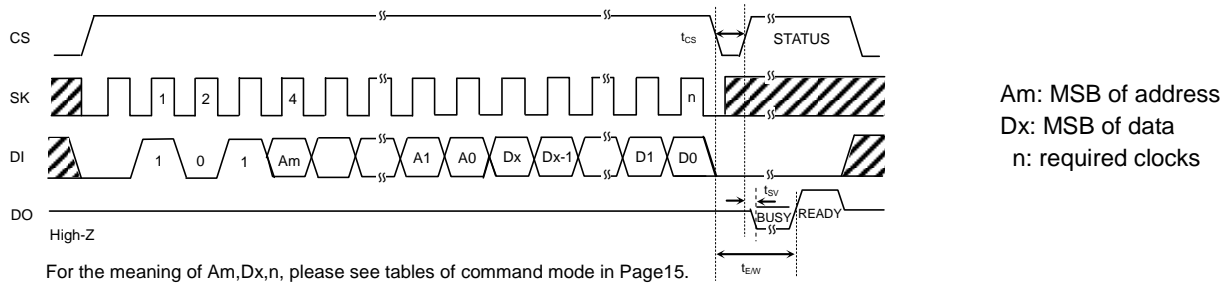 CS
tCS
STATUS
SK
1 2 4 n
DI
1 0 1 Am A1 A0 Dx Dx-1 D1 D0
tSV
DO
BUSY READY
High-Z
tE/W
For the meaning of Am,Dx,n, please see tables of command mode in Page15.
Am: MSB of address
Dx: MSB of data
n: required clocks